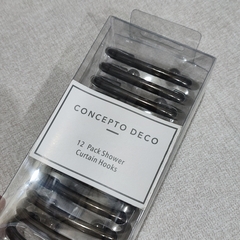 CONCEPTO DECO
12 Pack Shower
Curtain Hooks